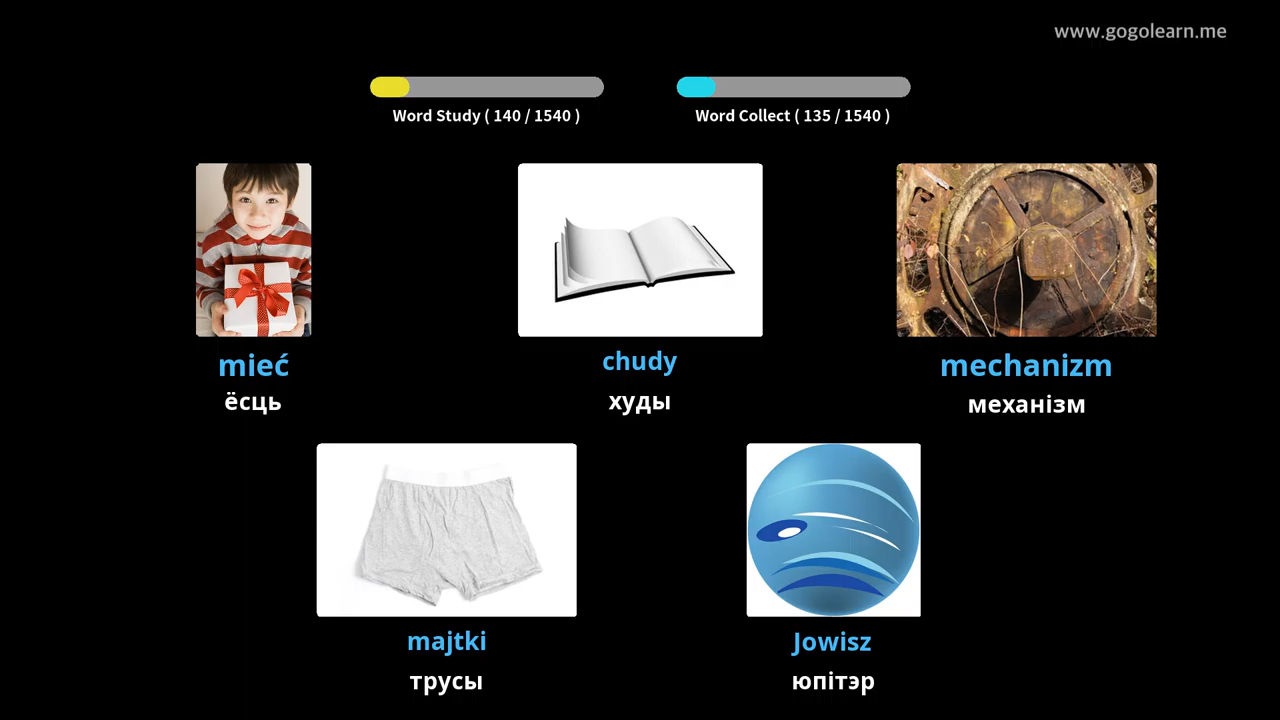 www.gogolearn.me
Word Study ( 140 / 1540 )
Word Collect ( 135 / 1540 )
mieć
chudy
mechanizm
ёсць
худы
механізм
majtki
Jowisz
трусы
юпітэр